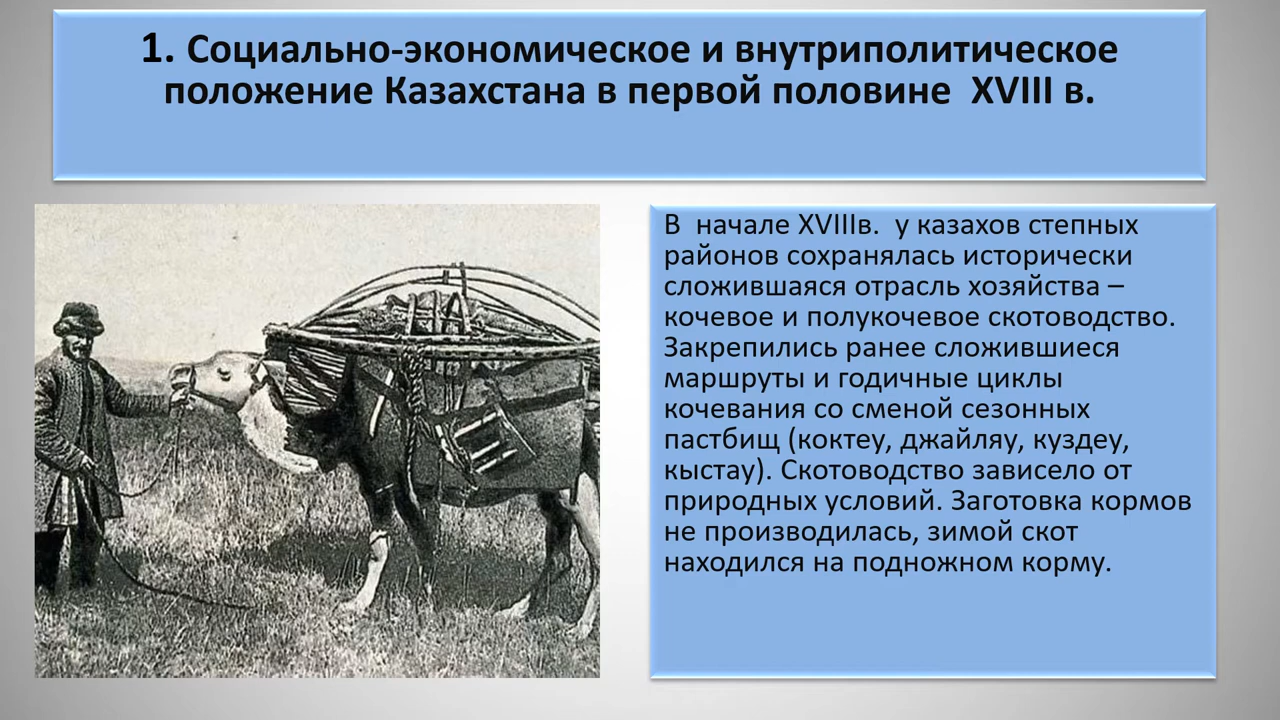 1. Социально-экономическое и внутриполитическое
положение Казахстана в первой половине  XVIII в.
В  начале XVIIIв.  у казахов степных
районов сохранялась исторически
сложившаяся отрасль хозяйства –
кочевое и полукочевое скотоводство.
Закрепились ранее сложившиеся
маршруты и годичные циклы
кочевания со сменой сезонных
пастбищ (коктеу, джайляу, куздеу,
кыстау). Скотоводство зависело от
природных условий. Заготовка кормов
не производилась, зимой скот
находился на подножном корму.